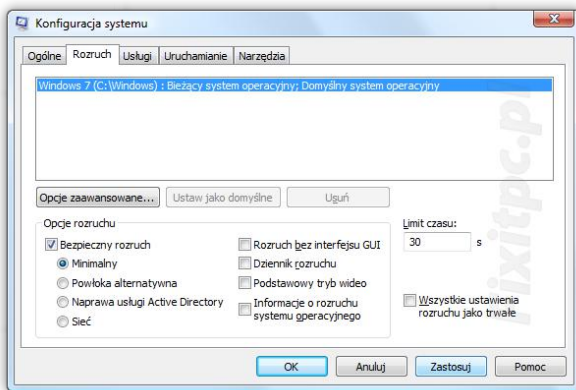 Konfiguracja systemu
Ogólne Rozruch Usługi Uruchamianie Narzędzia
Windows 7 (C:\Windows) : Bieżący system operacyjny; Domyślny system operacyjny
Opcje zaawansowane... Ustaw jako domyślne Usuń
Opcje rozruchu
Limit czasu:
Bezpieczny rozruch Rozruch bez interfejsu GUI 30 s
Minimalny Dziennik rozruchu
Powłoka alternatywna Podstawowy tryb wideo
Naprawa usługi Active Directory Informacje o rozruchu systemu operacyjnego
Sieć
Wszystkie ustawienia rozruchu jako trwałe
OK Anuluj Zastosuj Pomoc
fixitpc.pl